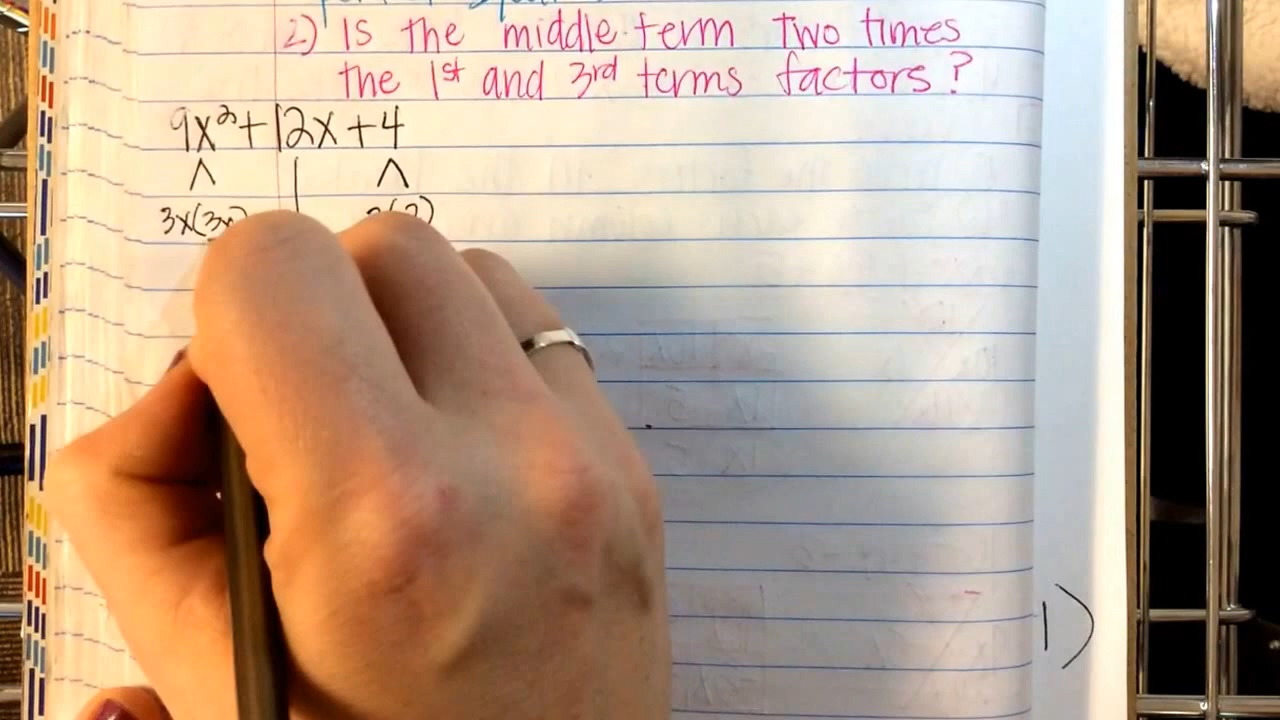 2) Is the middle term two times
the 1st and 3rd terms factors?
9x²+12x+4
3x(3x) 2(2)
1)